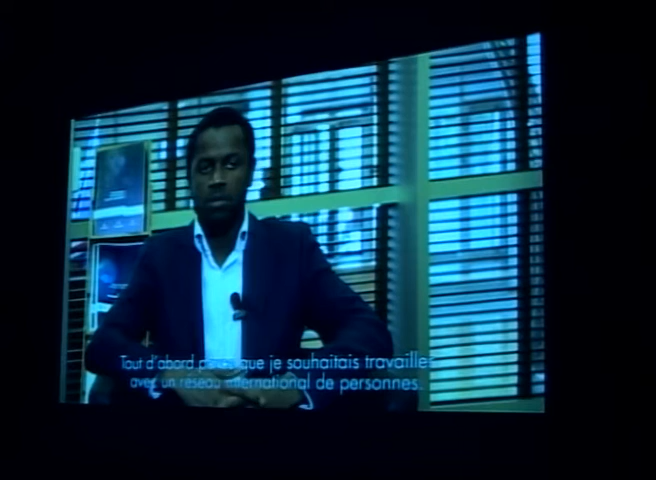 Tout d'abord parce que je souhaitais travailler
avec un réseau international de personnes.